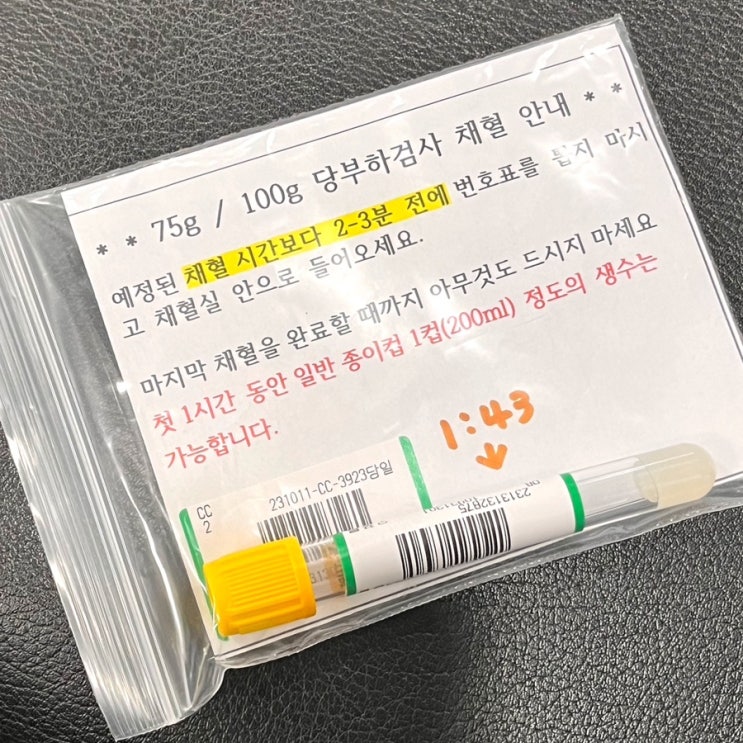 * * 75g / 100g 당부하검사 채혈 안내 * *
예정된 채혈 시간보다 2-3분 전에 번호표를 뽑지 마시
고 채혈실 안으로 들어오세요.
마지막 채혈을 완료할 때까지 아무것도 드시지 마세요
첫 1시간 동안 일반 종이컵 1컵(200ml) 정도의 생수는
가능합니다.
1:43
CC
2
231011-CC-3923당일
2313132875